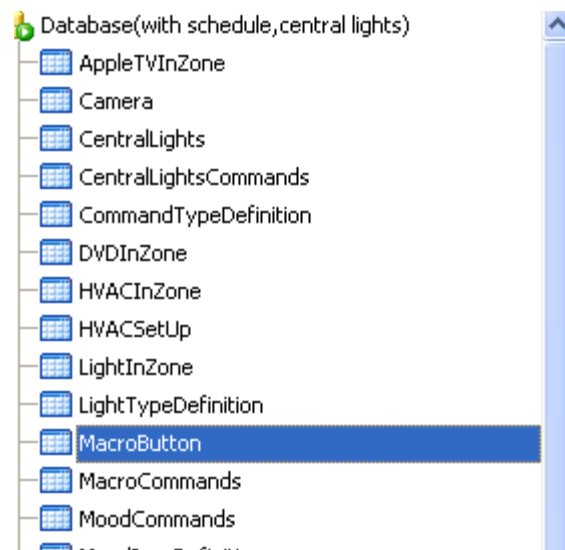 Database(with schedule,central lights)
AppleTVInZone
Camera
CentralLights
CentralLightsCommands
CommandTypeDefinition
DVDInZone
HVACInZone
HVACSetUp
LightInZone
LightTypeDefinition
MacroButton
MacroCommands
MoodCommands